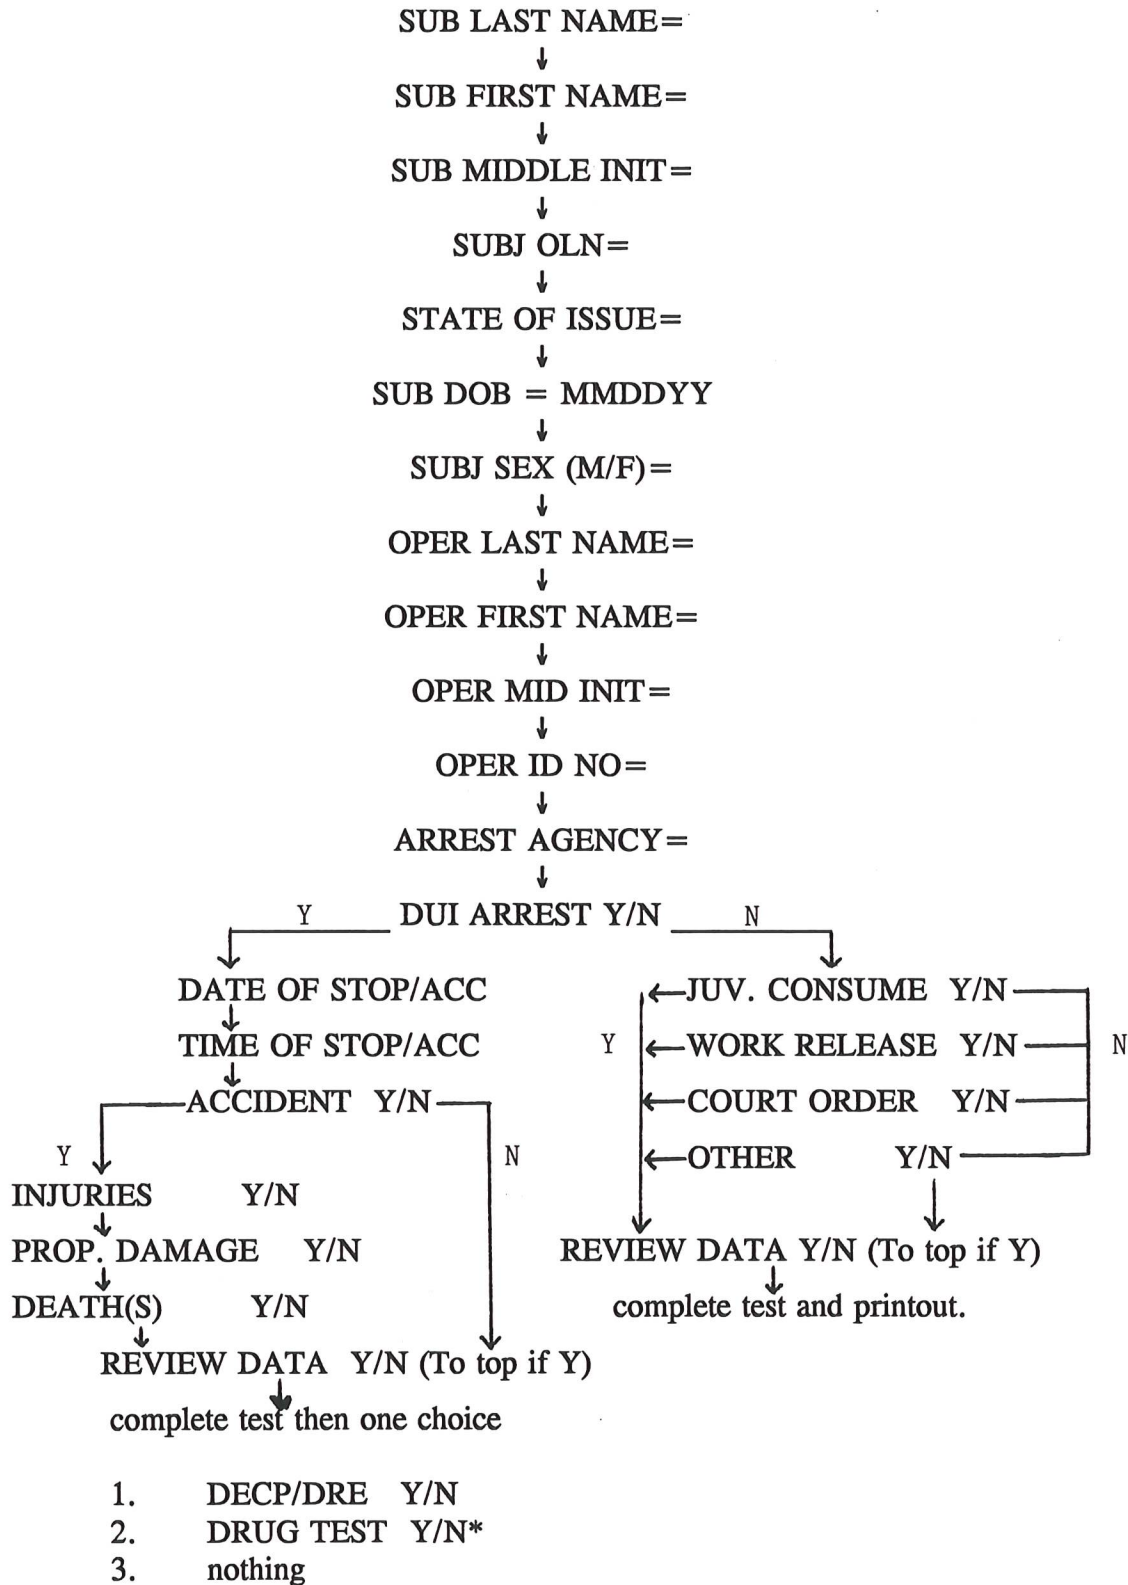 SUB LAST NAME=
SUB FIRST NAME=
SUB MIDDLE INIT=
SUBJ OLN=
STATE OF ISSUE=
SUB DOB = MMDDYY
SUBJ SEX (M/F)=
OPER LAST NAME=
OPER FIRST NAME=
OPER MID INIT=
OPER ID NO=
ARREST AGENCY=
Y DUI ARREST Y/N N
DATE OF STOP/ACC
TIME OF STOP/ACC
ACCIDENT Y/N
Y N
INJURIES Y/N
PROP. DAMAGE Y/N
DEATH(S) Y/N
REVIEW DATA Y/N (To top if Y)
complete test then one choice
1. DECP/DRE Y/N
2. DRUG TEST Y/N*
3. nothing
JUV. CONSUME Y/N
Y WORK RELEASE Y/N N
COURT ORDER Y/N
OTHER Y/N
REVIEW DATA Y/N (To top if Y)
complete test and printout.